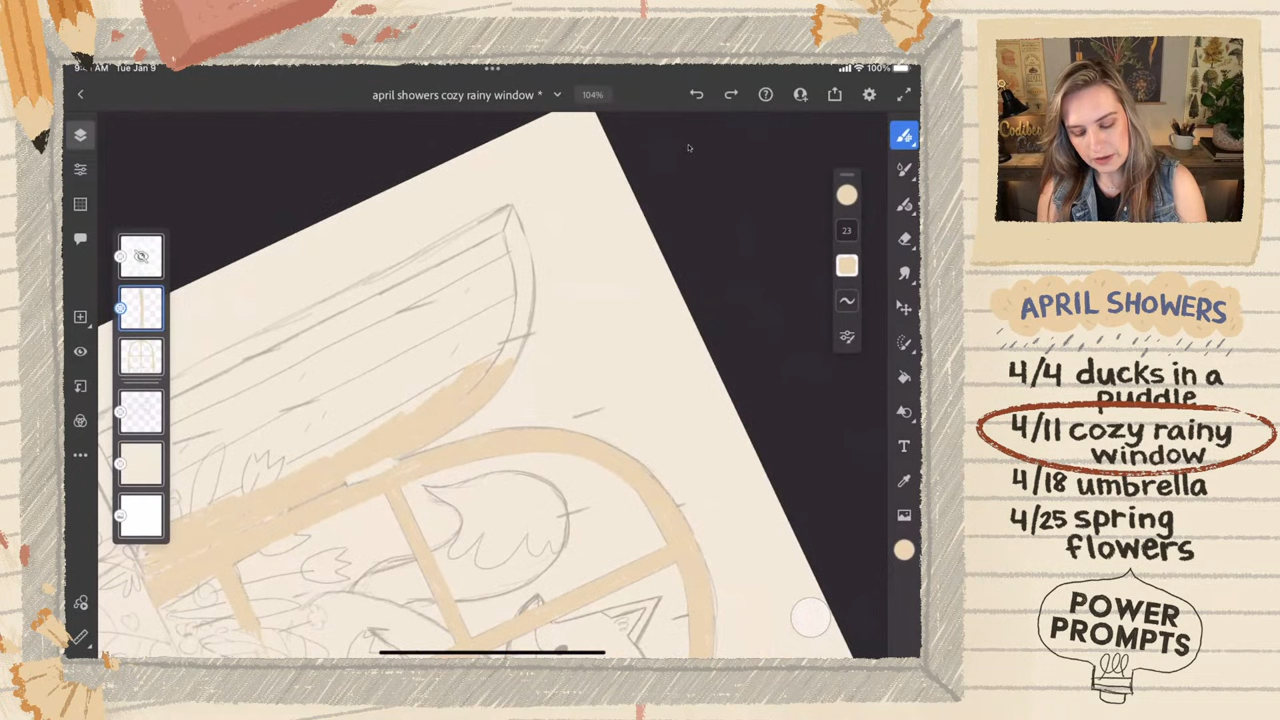 AM Tue Jan 9
100%
april showers cozy rainy window *
104%
23
T
APRIL SHOWERS
4/4 ducks in a
puddle
4/11 cozy rainy
window
4/18 umbrella
4/25 spring
flowers
POWER
PROMPTS